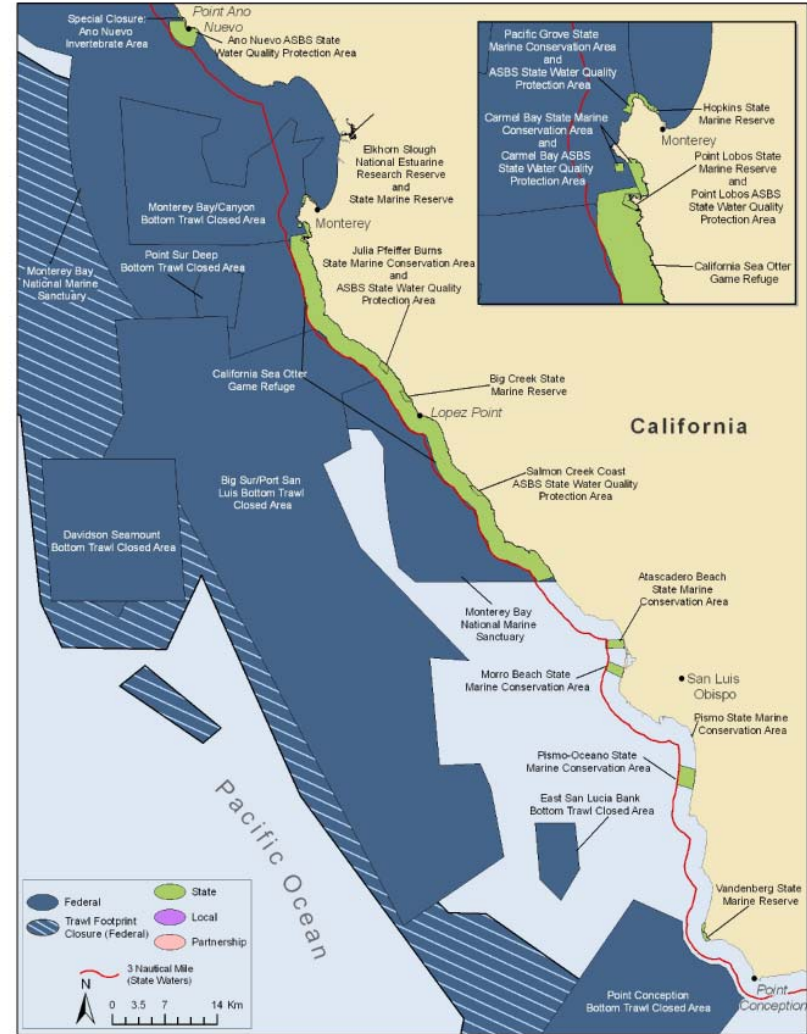 Point Ano
Nuevo
Special Closure:
Ano Nuevo
Invertebrate Area
Ano Nuevo ASBS State
Water Quality Protection Area
Elkhorn Slough
National Estuarine
Research Reserve
and
State Marine Reserve
Monterey Bay/Canyon
Bottom Trawl Closed Area
Monterey
Point Sur Deep
Bottom Trawl Closed Area
Monterey Bay
National Marine
Sanctuary
Julia Pfeiffer Burns
State Marine Conservation Area
and
ASBS State Water Quality
Protection Area
California Sea Otter
Game Refuge
Big Creek State
Marine Reserve
Lopez Point
California
Big Sur/Port San
Luis Bottom Trawl
Closed Area
Salmon Creek Coast
ASBS State Water Quality
Protection Area
Davidson Seamount
Bottom Trawl Closed Area
Monterey Bay
National Marine
Sanctuary
Atascadero Beach
State Marine
Conservation Area
Morro Beach State
Marine Conservation Area
San Luis
Obispo
Pismo State Marine
Conservation Area
Pismo-Oceano State
Marine Conservation Area
East San Lucia Bank
Bottom Trawl Closed Area
Pacific Ocean
Vandenberg State
Marine Reserve
Point
Conception
Point Conception
Bottom Trawl Closed Area
Pacific Grove State
Marine Conservation Area
and
ASBS State Water Quality
Protection Area
Hopkins State
Marine Reserve
Monterey
Carmel Bay State Marine
Conservation Area
and
Carmel Bay ASBS
State Water Quality
Protection Area
Point Lobos State
Marine Reserve
and
Point Lobos ASBS
State Water Quality
Protection Area
California Sea Otter
Game Refuge
Federal
Trawl Footprint
Closure (Federal)
State
Local
Partnership
3 Nautical Mile
(State Waters)
N
0 3.5 7 14 Km